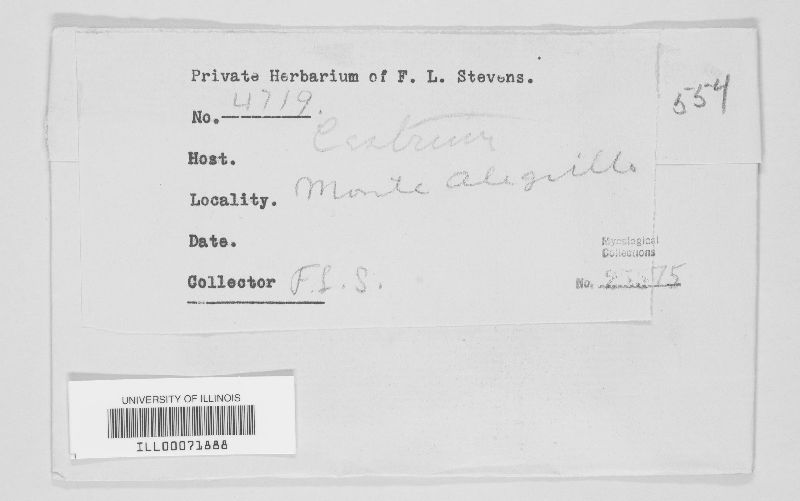 Private Herbarium of F. L. Stevens.
No. 4719.
554
Host. Cestrum
Locality. Monte Alegrillo
Date.
Mycological
Collections
Collector F. L. S.
No. 75
UNIVERSITY OF ILLINOIS
ILL00071888